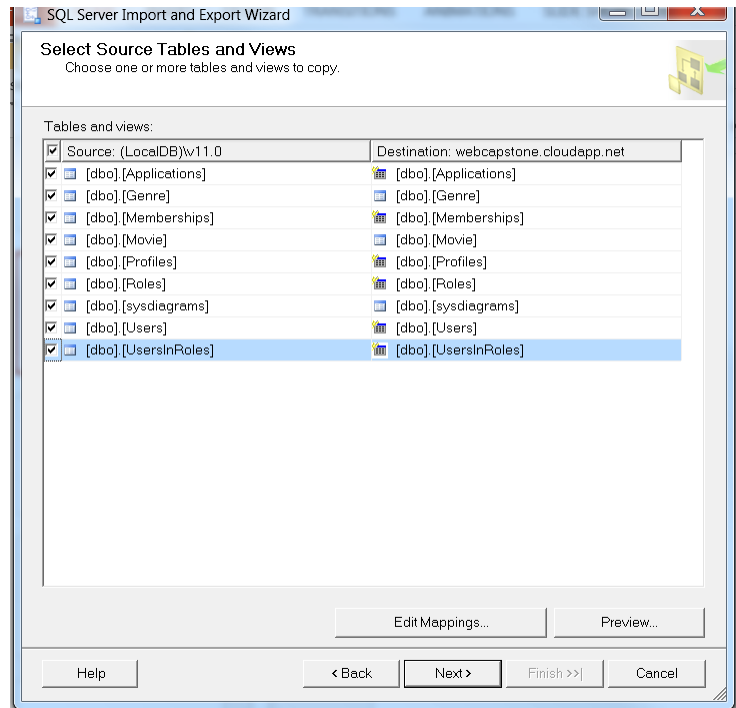 SQL Server Import and Export Wizard
Select Source Tables and Views
Choose one or more tables and views to copy.
Tables and views:
Source: (LocalDB)\v11.0 Destination: webcapstone.cloudapp.net
[dbo].[Applications] [dbo].[Applications]
[dbo].[Genre] [dbo].[Genre]
[dbo].[Memberships] [dbo].[Memberships]
[dbo].[Movie] [dbo].[Movie]
[dbo].[Profiles] [dbo].[Profiles]
[dbo].[Roles] [dbo].[Roles]
[dbo].[sysdiagrams] [dbo].[sysdiagrams]
[dbo].[Users] [dbo].[Users]
[dbo].[UsersInRoles] [dbo].[UsersInRoles]
Edit Mappings... Preview...
Help < Back Next > Finish >>| Cancel